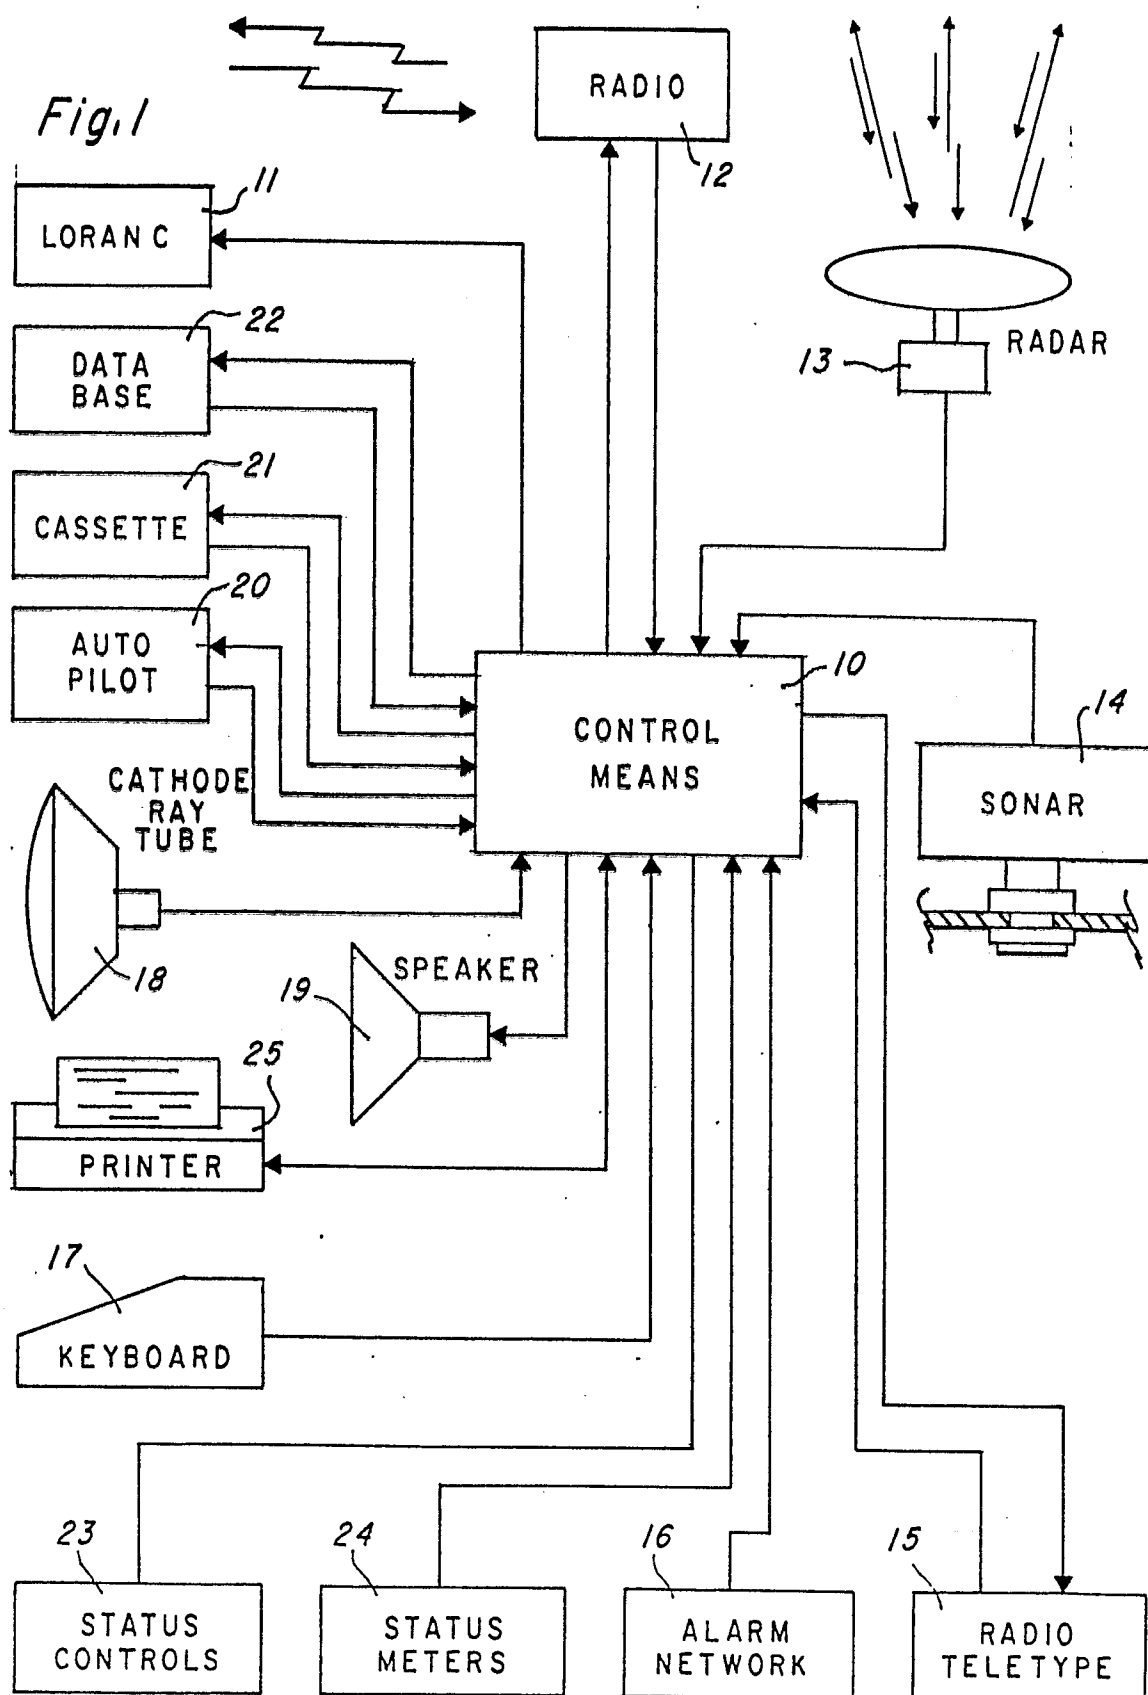 Fig.1
RADIO
12
11
LORAN C
22
DATA
BASE
13
RADAR
21
CASSETTE
20
AUTO
PILOT
10
CONTROL
MEANS
14
SONAR
CATHODE
RAY
TUBE
18
SPEAKER
19
25
PRINTER
17
KEYBOARD
23
STATUS
CONTROLS
24
STATUS
METERS
16
ALARM
NETWORK
15
RADIO
TELETYPE